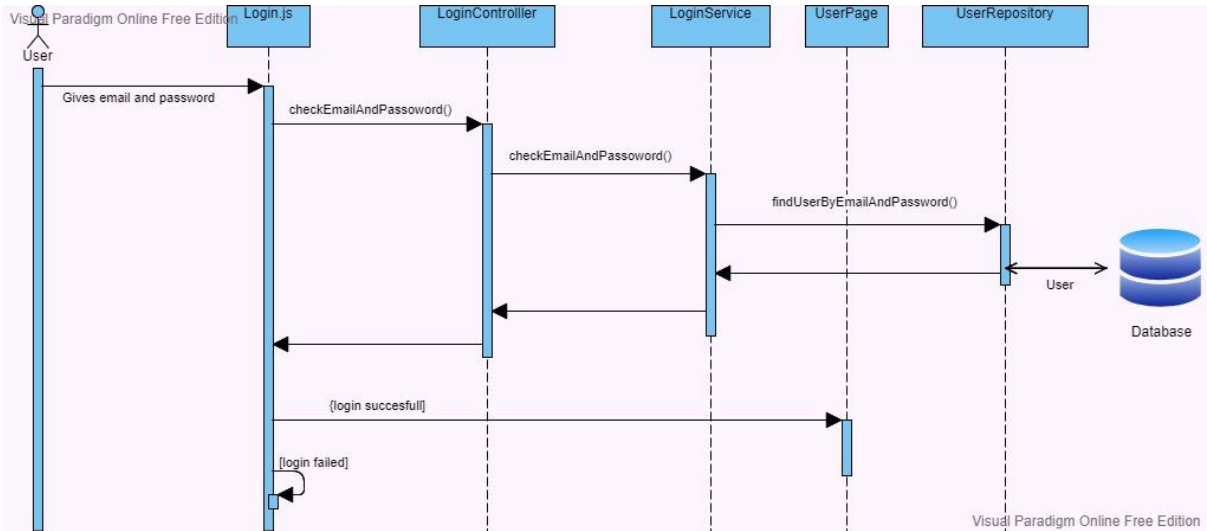 Visual Paradigm Online Free Edition
User
Login.js
LoginControlller
LoginService
UserPage
UserRepository
Gives email and password
checkEmailAndPassoword()
checkEmailAndPassoword()
findUserByEmailAndPassword()
User
Database
{login succesfull]
[login failed]
Visual Paradigm Online Free Edition